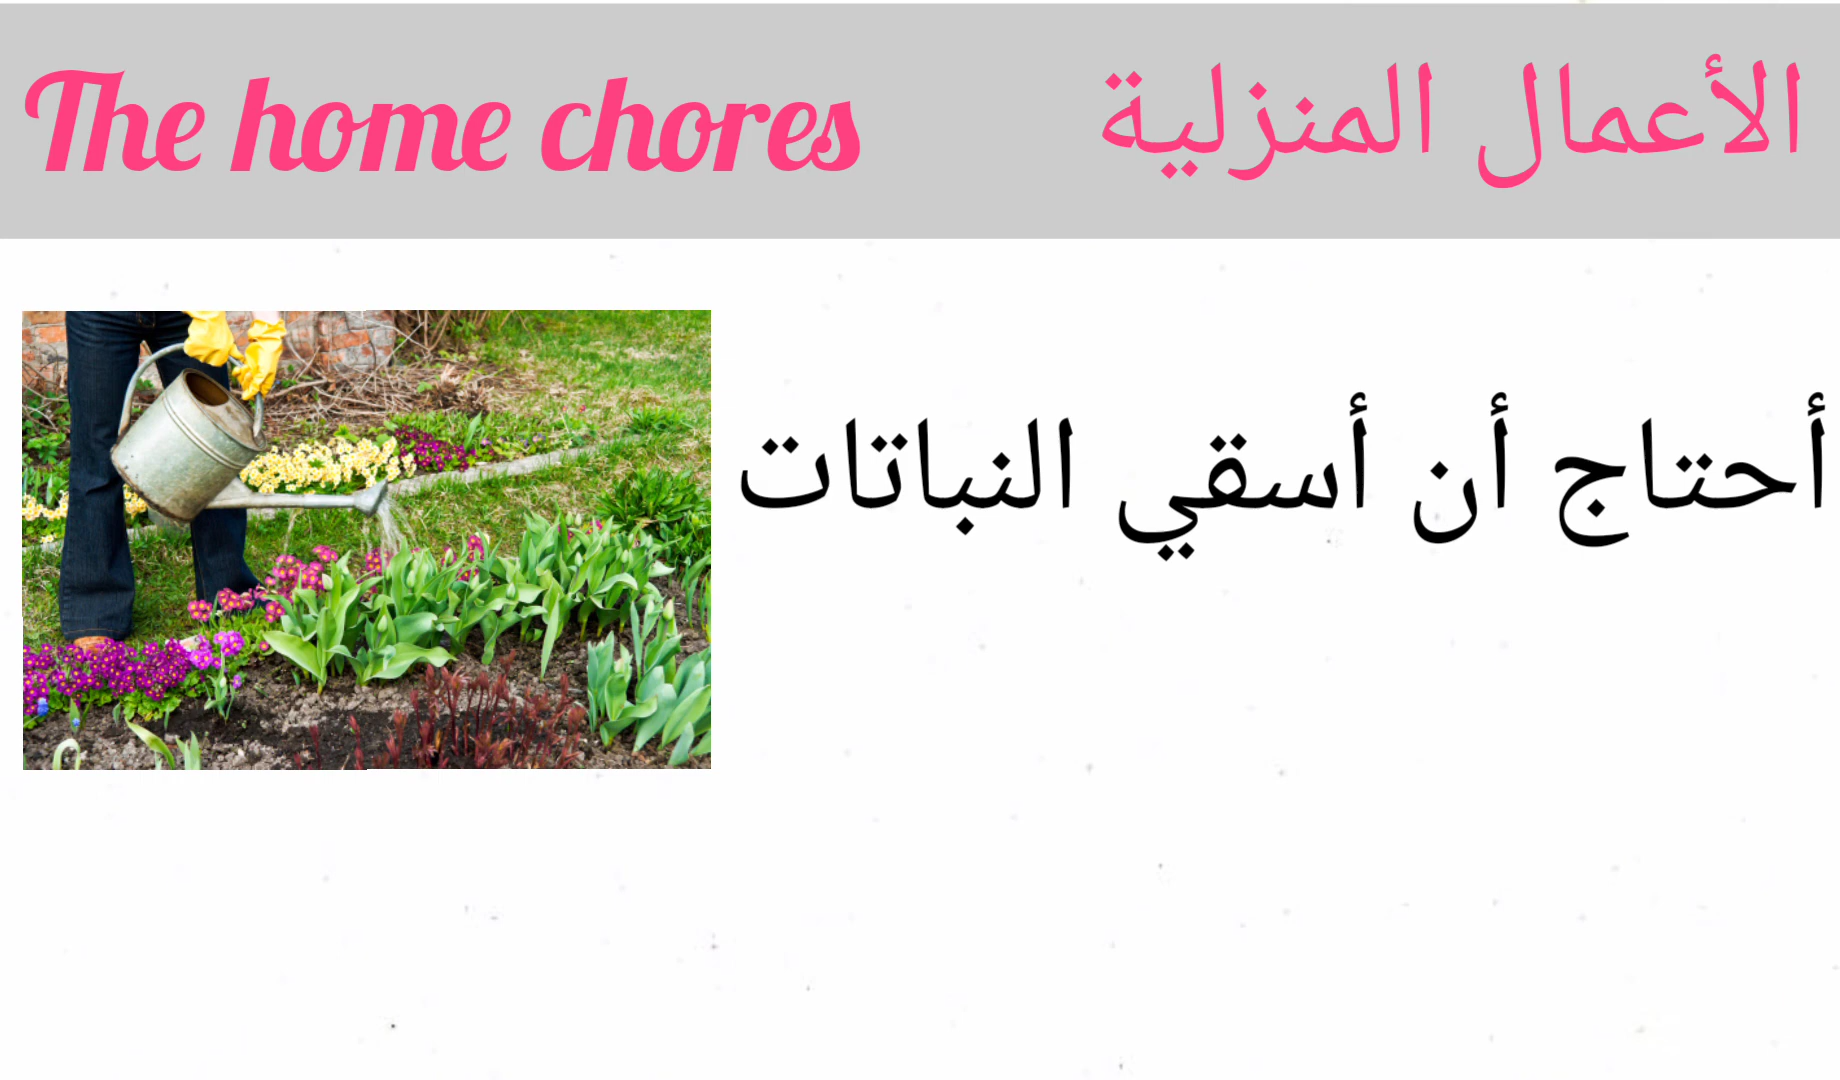 The home chores
الأعمال المنزلية
أحتاج أن أسقي النباتات